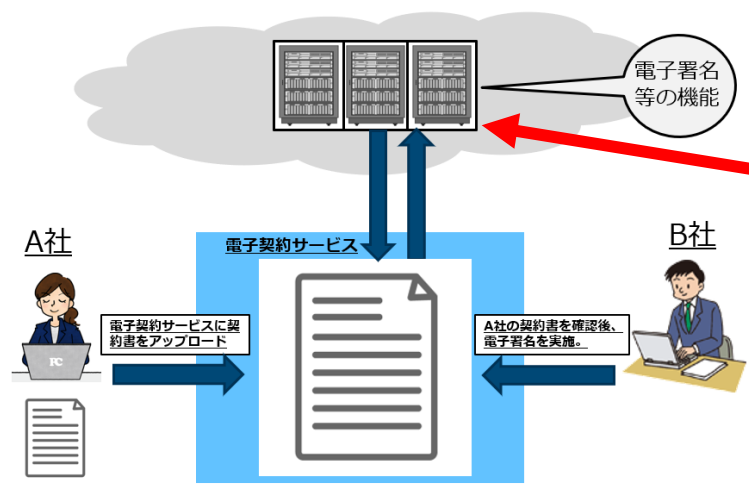 電子署名
等の機能
A社
電子契約サービス
B社
電子契約サービスに契
約書をアップロード
A社の契約書を確認後、
電子署名を実施。
PC